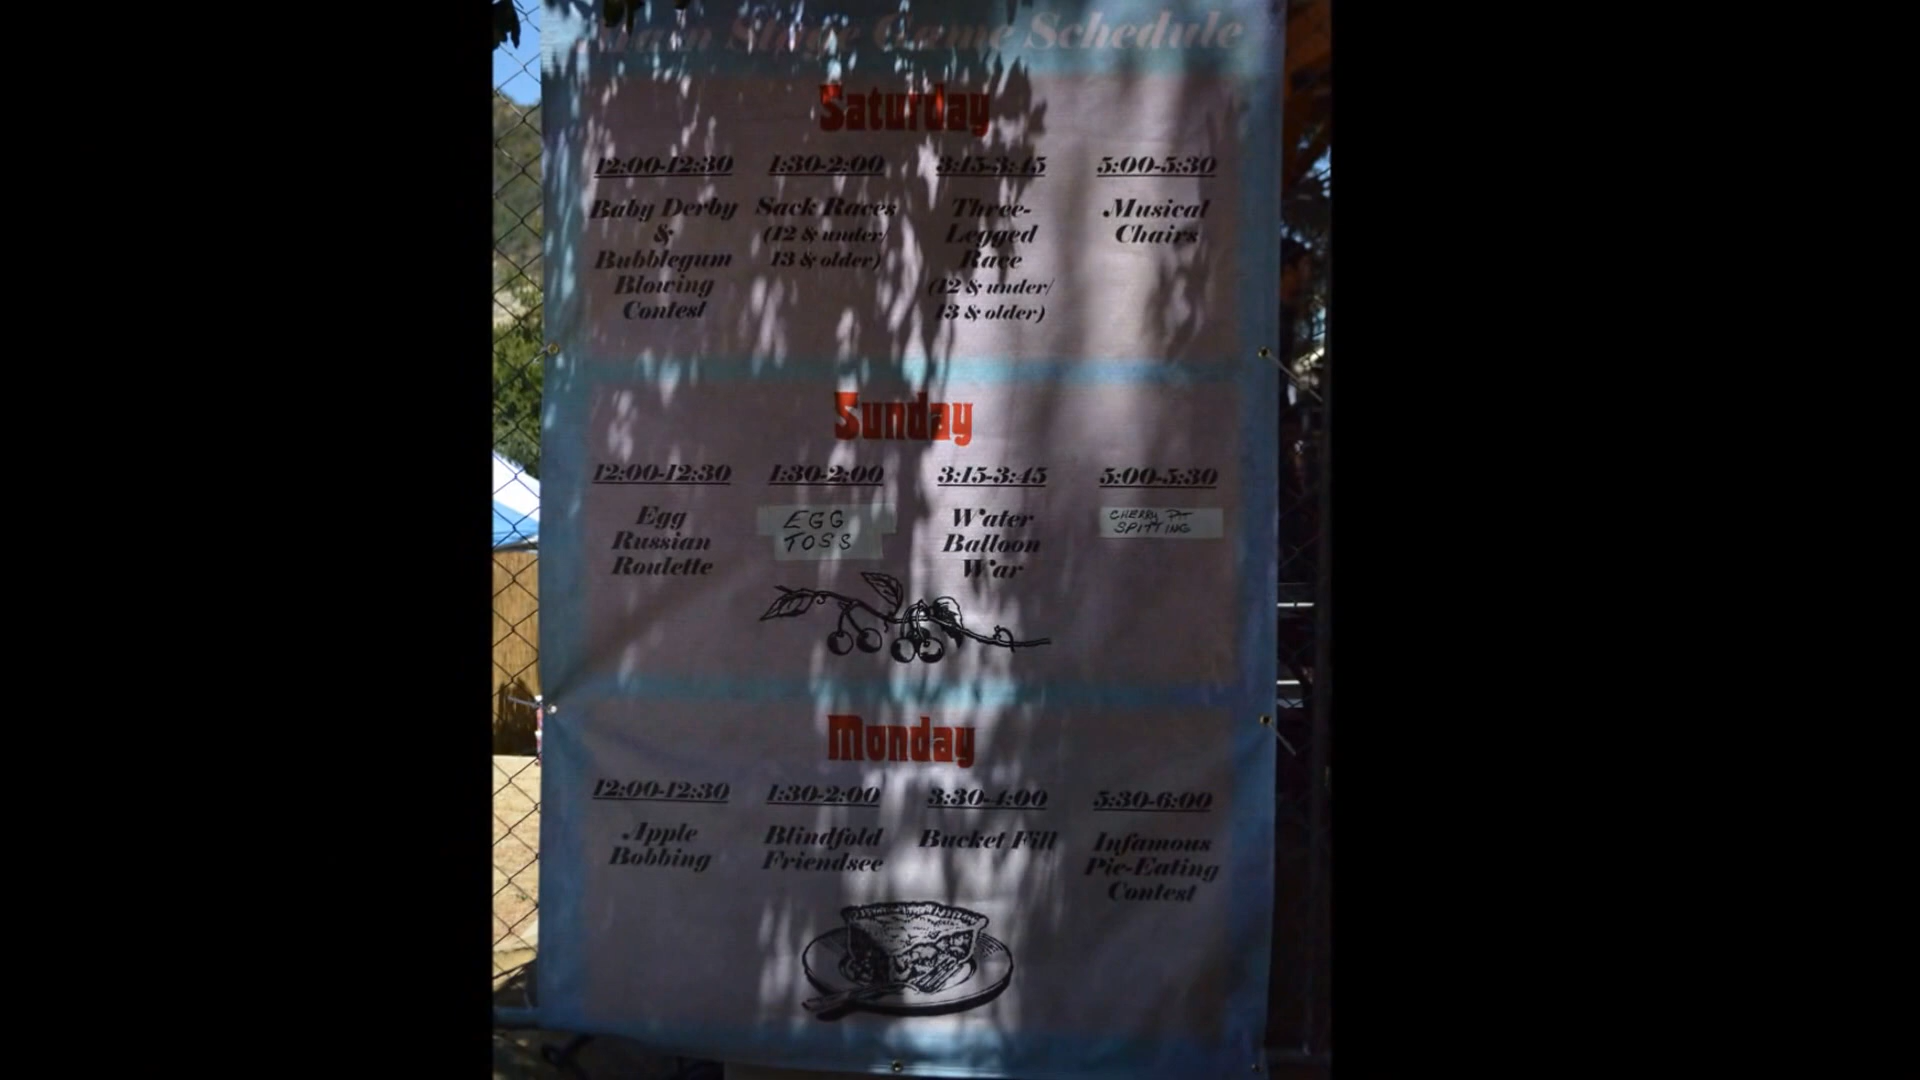 Main Stage Game Schedule
Saturday
12:00-12:30
Baby Derby
&
Bubblegum
Blowing
Contest
1:30-2:00
Sack Races
(12 & under/
13 & older)
3:15-3:45
Three-
Legged
Race
(12 & under/
13 & older)
5:00-5:30
Musical
Chairs
Sunday
12:00-12:30
Egg
Russian
Roulette
1:30-2:00
EGG
TOSS
3:15-3:45
Water
Balloon
War
5:00-5:30
CHERRY PIT
SPITTING
Monday
12:00-12:30
Apple
Bobbing
1:30-2:00
Blindfold
Friendsee
3:30-4:00
Bucket Fill
5:30-6:00
Infamous
Pie-Eating
Contest